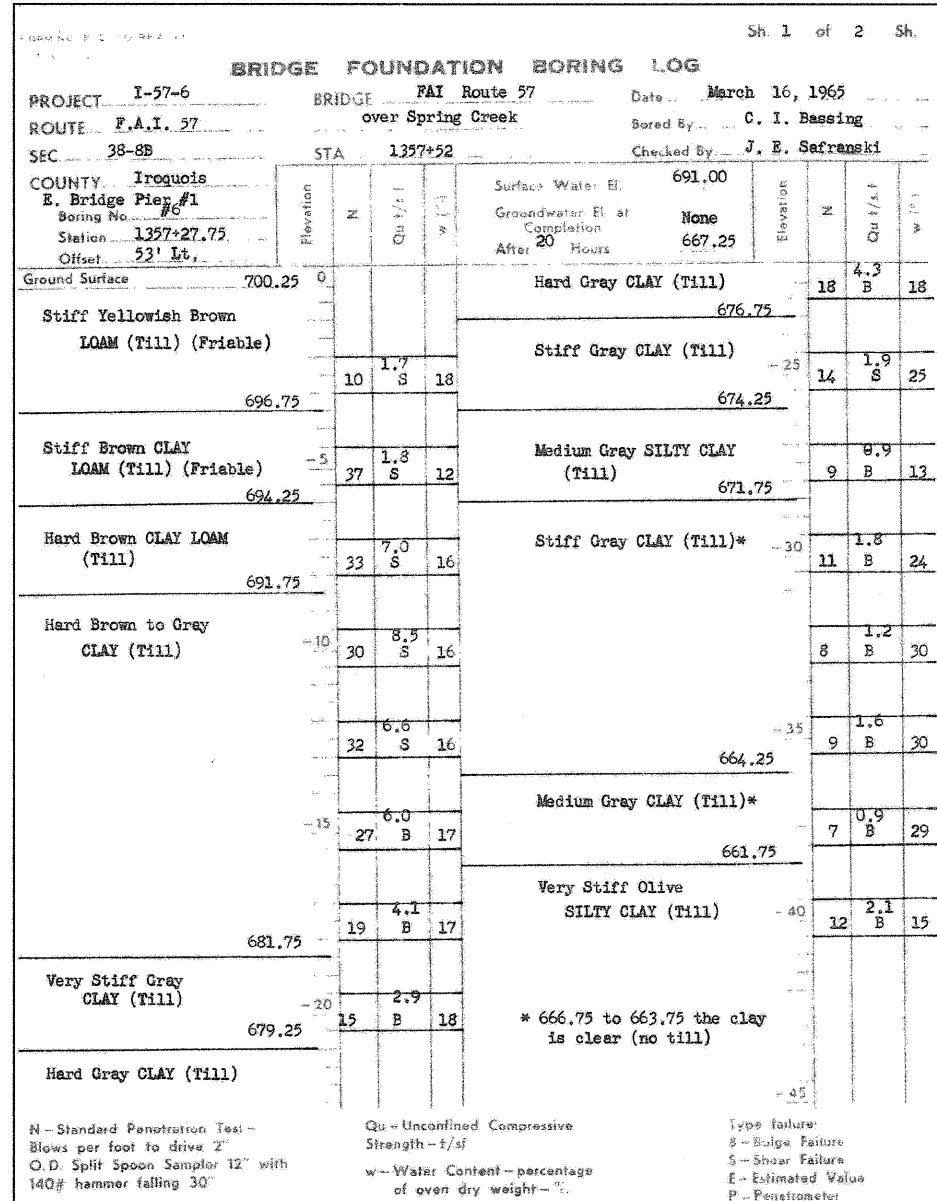 Sh. 1 of 2 Sh.
BRIDGE FOUNDATION BORING LOG
PROJECT I-57-6 BRIDGE FAI Route 57 Date March 16, 1965
ROUTE F.A.I. 57 over Spring Creek Bored By C. I. Bassing
SEC 38-8B STA 1357+52 Checked By J. E. Safranski
COUNTY Iroquois
E. Bridge Pier #1
Boring No #6
Station 1357+27.75
Offset 53' Lt.
Elevation N Qu t/sf w (%)
Surface Water El. 691.00
Groundwater El at Completion None
After 20 Hours 667.25
Elevation N Qu t/sf w (%)
Ground Surface 700.25 0
Stiff Yellowish Brown
LOAM (Till) (Friable)
10 1.7 S 18
696.75
Stiff Brown CLAY
LOAM (Till) (Friable)
-5 37 1.8 S 12
694.25
Hard Brown CLAY LOAM
(Till)
33 7.0 S 16
691.75
Hard Brown to Gray
CLAY (Till)
-10 30 8.5 S 16
32 6.6 S 16
-15 27 6.0 B 17
19 4.1 B 17
681.75
Very Stiff Gray
CLAY (Till)
-20 15 2.9 B 18
679.25
Hard Gray CLAY (Till)
Hard Gray CLAY (Till) 18 4.3 B 18
676.75
Stiff Gray CLAY (Till)
-25 14 1.9 S 25
674.25
Medium Gray SILTY CLAY
(Till)
9 0.9 B 13
671.75
Stiff Gray CLAY (Till)*
-30 11 1.8 B 24
8 1.2 B 30
-35 9 1.6 B 30
664.25
Medium Gray CLAY (Till)*
7 0.9 B 29
661.75
Very Stiff Olive
SILTY CLAY (Till)
-40 12 2.1 B 15
* 666.75 to 663.75 the clay
is clear (no till)
-45
N - Standard Penetration Test -
Blows per foot to drive 2"
O.D. Split Spoon Sampler 12" with
140# hammer falling 30"
Qu - Unconfined Compressive
Strength - t/sf
w - Water Content - percentage
of oven dry weight - %.
Type failure
B - Bulge Failure
S - Shear Failure
E - Estimated Value
P - Penetrometer